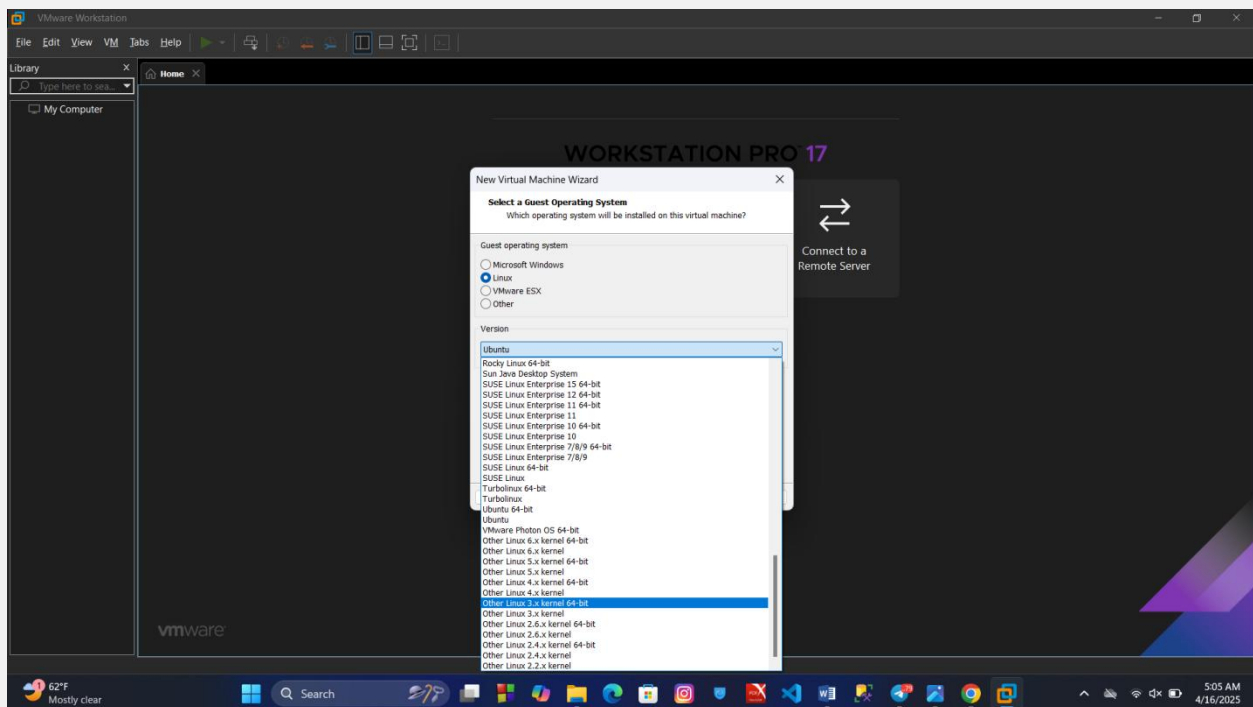 VMware Workstation
File Edit View VM Tabs Help
Library
Type here to sea...
My Computer
Home
WORKSTATION PRO 17
New Virtual Machine Wizard
Select a Guest Operating System
Which operating system will be installed on this virtual machine?
Guest operating system
Microsoft Windows
Linux
VMware ESX
Other
Version
Ubuntu
Rocky Linux 64-bit
Sun Java Desktop System
SUSE Linux Enterprise 15 64-bit
SUSE Linux Enterprise 12 64-bit
SUSE Linux Enterprise 11 64-bit
SUSE Linux Enterprise 11
SUSE Linux Enterprise 10 64-bit
SUSE Linux Enterprise 10
SUSE Linux Enterprise 7/8/9 64-bit
SUSE Linux Enterprise 7/8/9
SUSE Linux 64-bit
SUSE Linux
Turbolinux 64-bit
Turbolinux
Ubuntu 64-bit
Ubuntu
VMware Photon OS 64-bit
Other Linux 6.x kernel 64-bit
Other Linux 6.x kernel
Other Linux 5.x kernel 64-bit
Other Linux 5.x kernel
Other Linux 4.x kernel 64-bit
Other Linux 4.x kernel
Other Linux 3.x kernel 64-bit
Other Linux 3.x kernel
Other Linux 2.6.x kernel 64-bit
Other Linux 2.6.x kernel
Other Linux 2.4.x kernel 64-bit
Other Linux 2.4.x kernel
Other Linux 2.2.x kernel
Connect to a
Remote Server
vmware
1
62°F
Mostly clear
Search
5:05 AM
4/16/2025